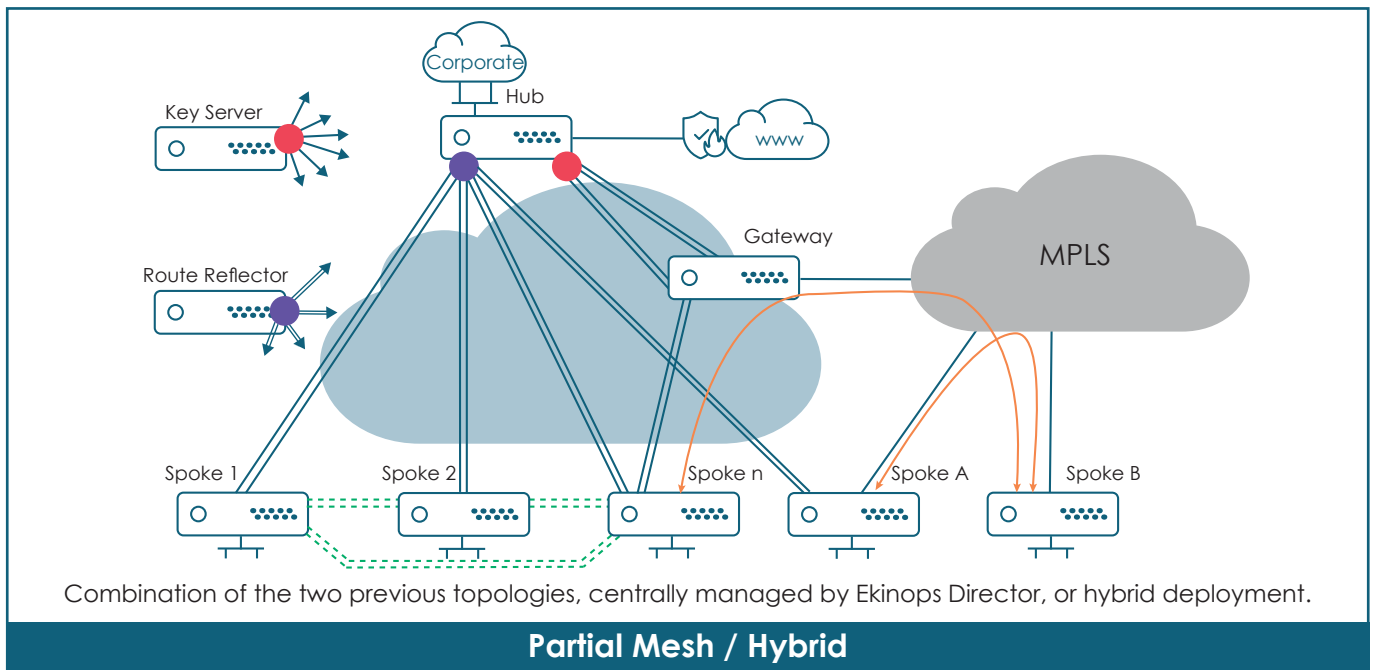 Corporate
Hub
Key Server
www
Gateway
MPLS
Route Reflector
Spoke 1
Spoke 2
Spoke n
Spoke A
Spoke B
Combination of the two previous topologies, centrally managed by Ekinops Director, or hybrid deployment.
Partial Mesh / Hybrid